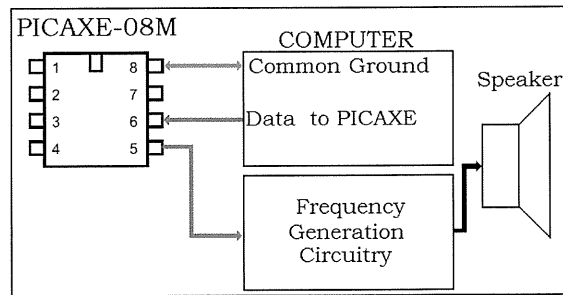 PICAXE-08M
1 8
2 7
3 6
4 5
COMPUTER
Common Ground
Data to PICAXE
Speaker
Frequency
Generation
Circuitry